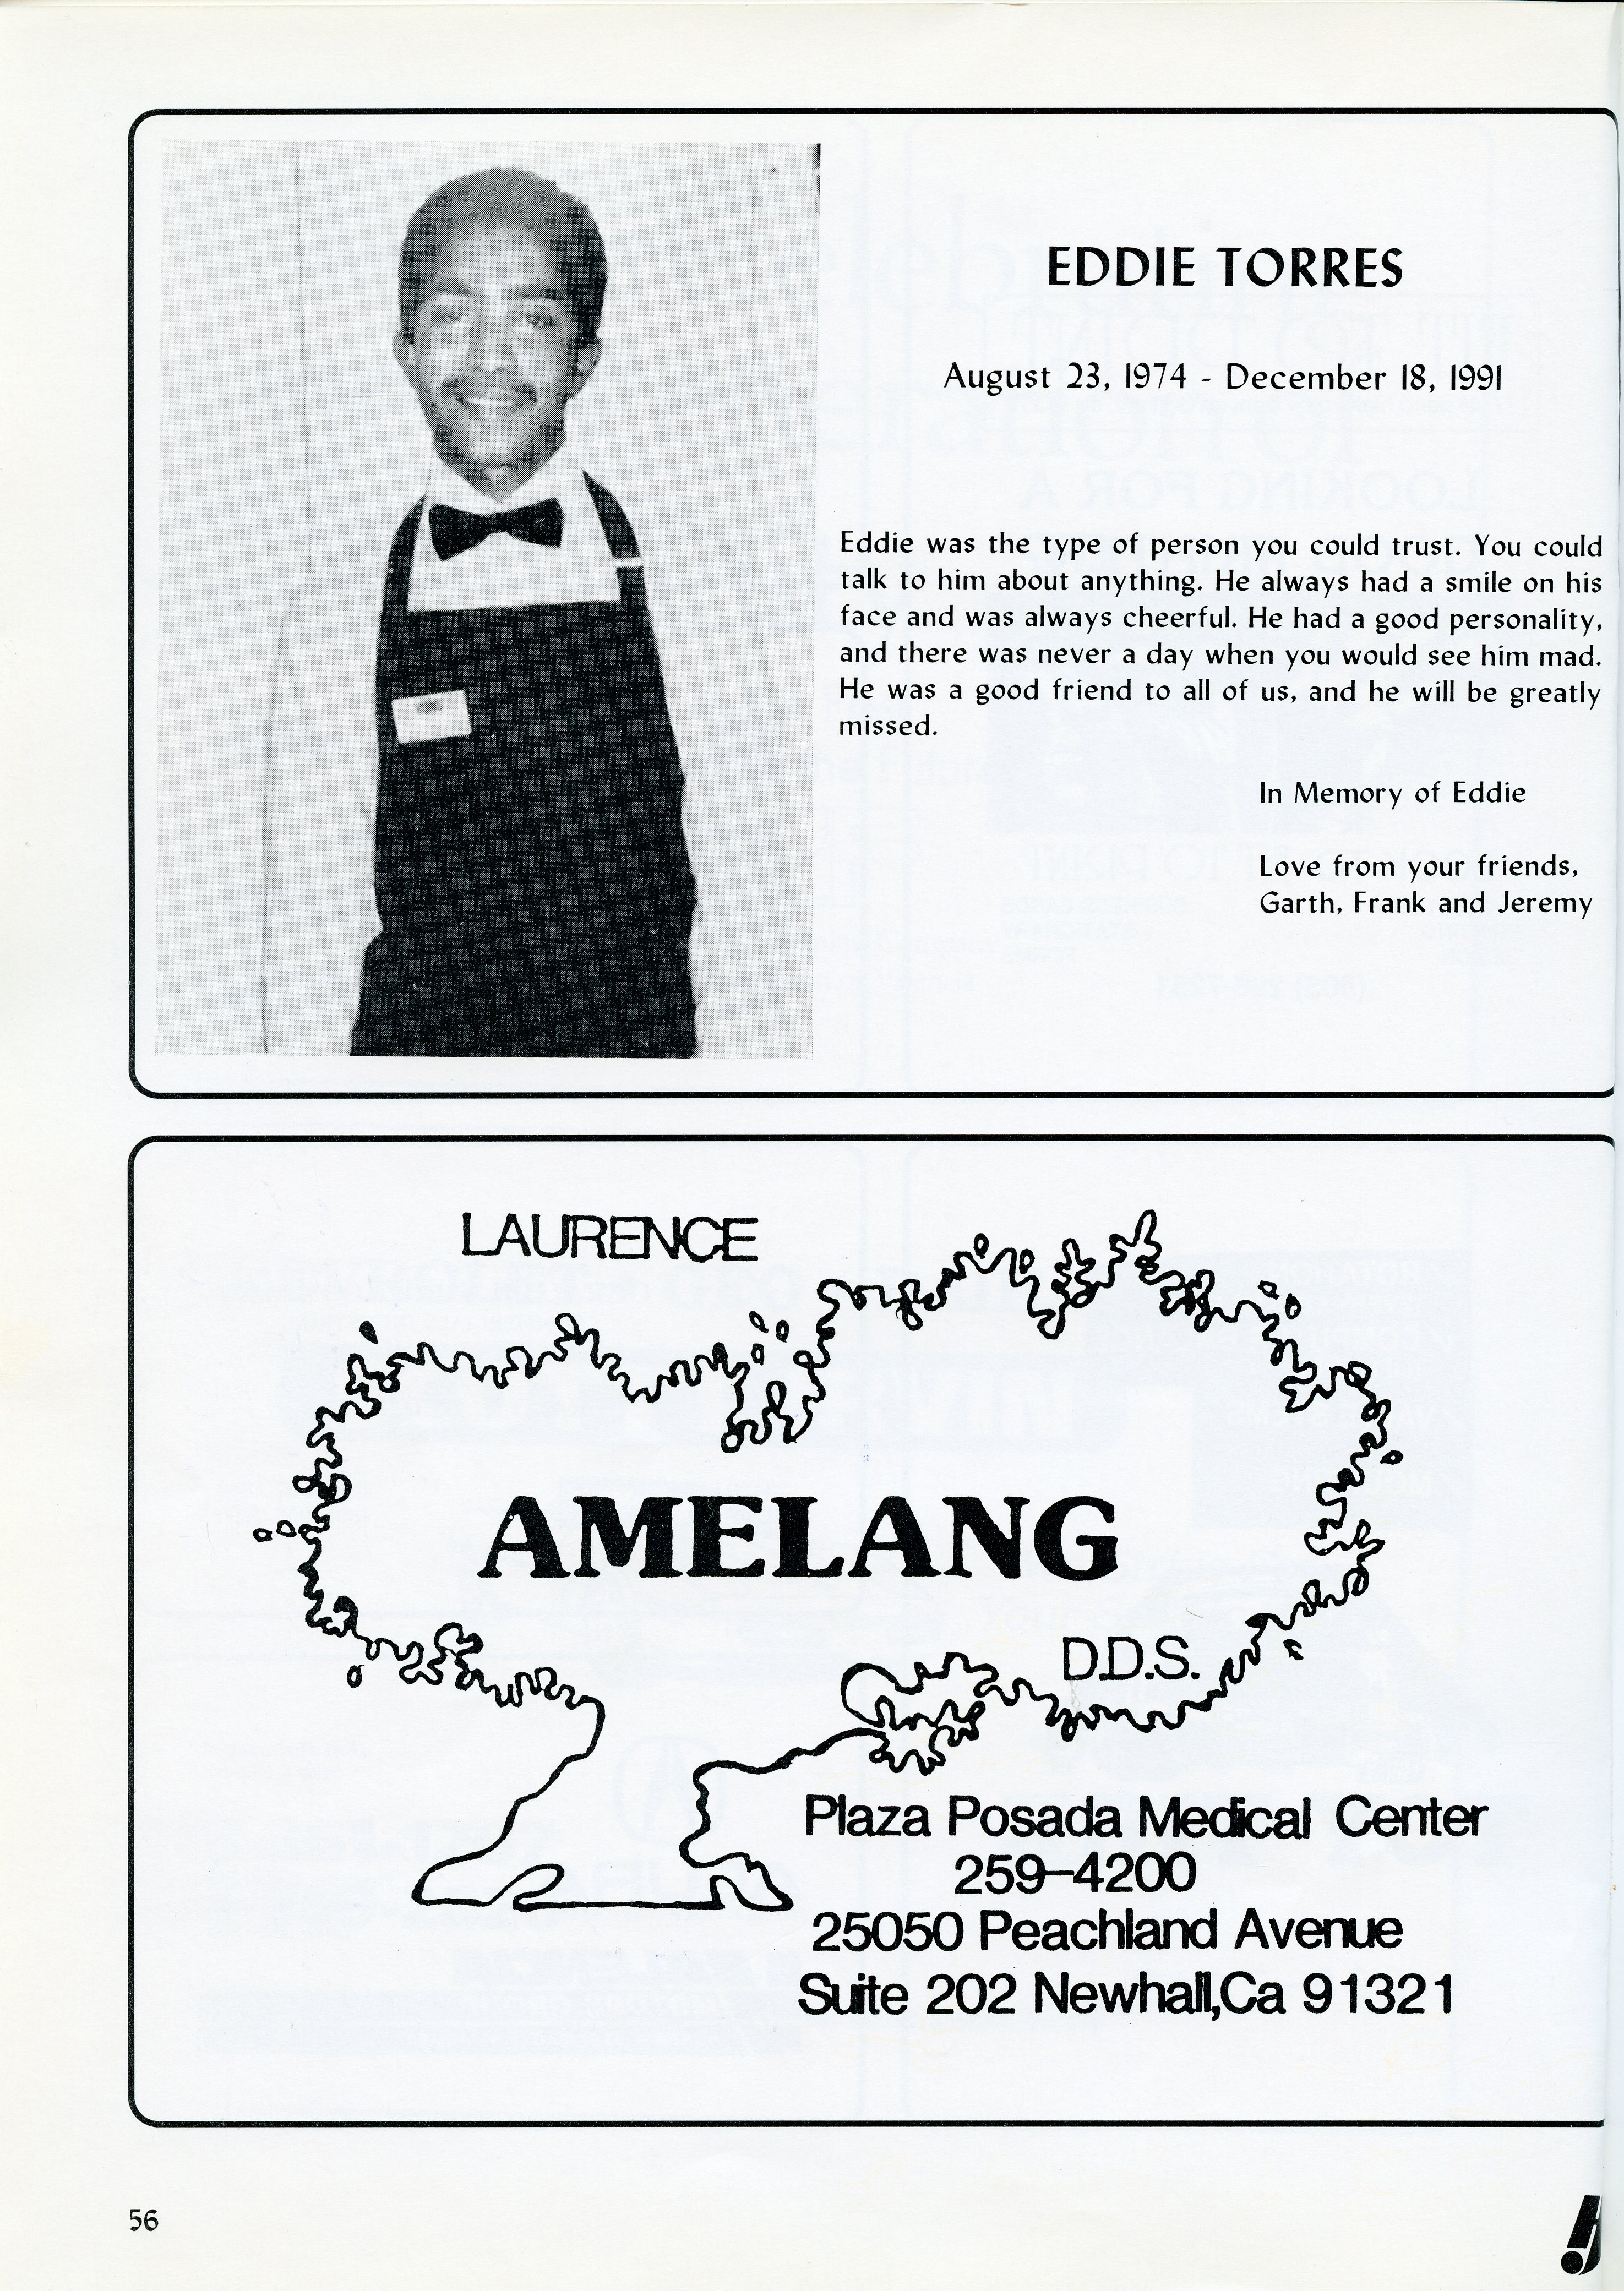 EDDIE TORRES
August 23, 1974 - December 18, 1991
Eddie was the type of person you could trust. You could
talk to him about anything. He always had a smile on his
face and was always cheerful. He had a good personality,
and there was never a day when you would see him mad.
He was a good friend to all of us, and he will be greatly
missed.
In Memory of Eddie
Love from your friends,
Garth, Frank and Jeremy
LAURENCE
AMELANG
D.D.S.
Plaza Posada Medical Center
259-4200
25050 Peachland Avenue
Suite 202 Newhall,Ca 91321
56